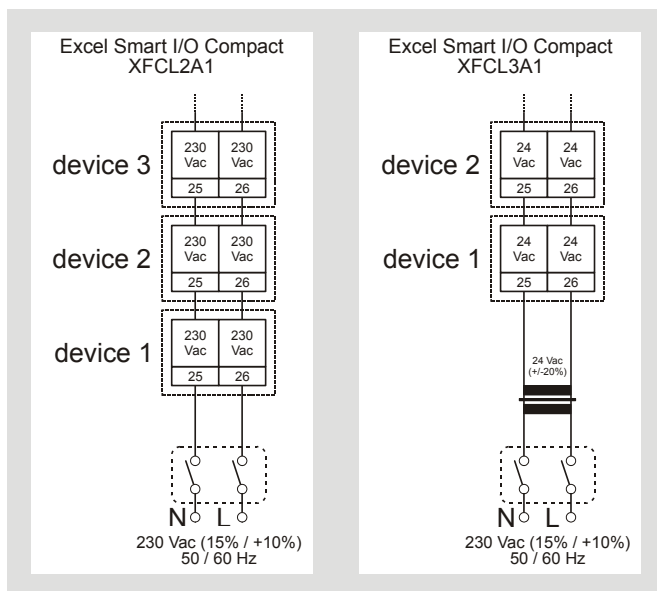 Excel Smart I/O Compact
XFCL2A1
device 3
230 230
Vac Vac
25 26
device 2
230 230
Vac Vac
25 26
device 1
230 230
Vac Vac
25 26
N L
230 Vac (15% / +10%)
50 / 60 Hz
Excel Smart I/O Compact
XFCL3A1
device 2
24 24
Vac Vac
25 26
device 1
24 24
Vac Vac
25 26
24 Vac
(+/-20%)
N L
230 Vac (15% / +10%)
50 / 60 Hz